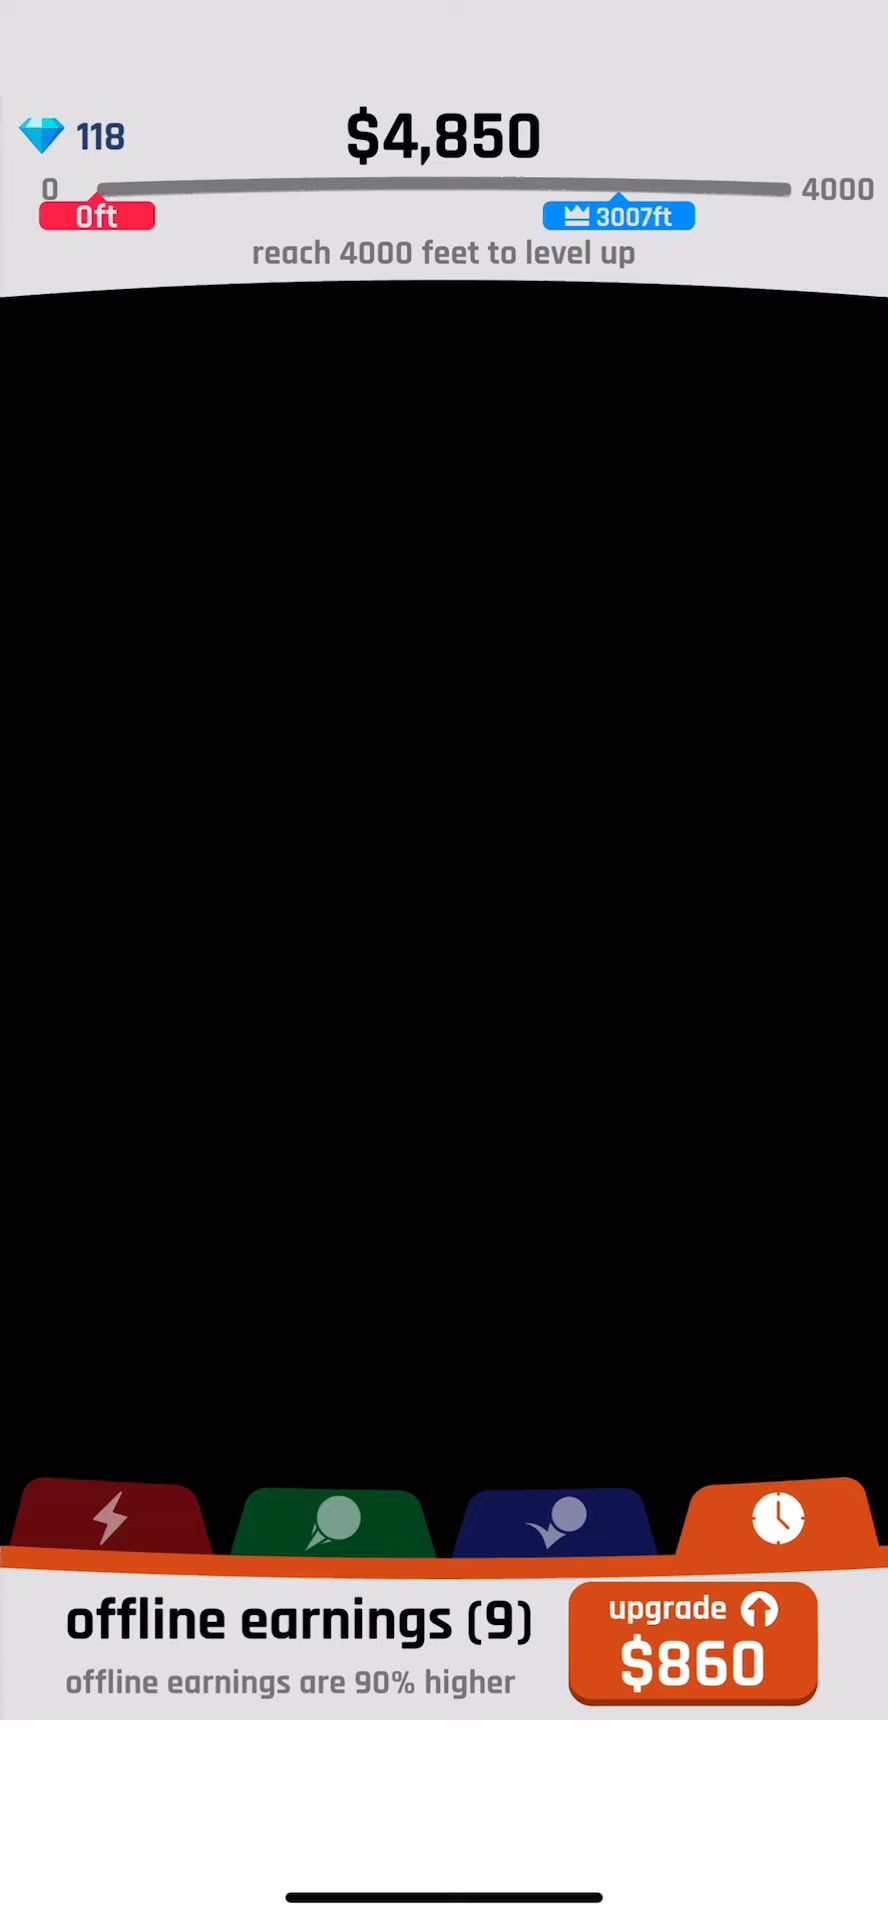 118
$4,850
0
4000
0ft
3007ft
reach 4000 feet to level up
offline earnings (9)
offline earnings are 90% higher
upgrade
$860